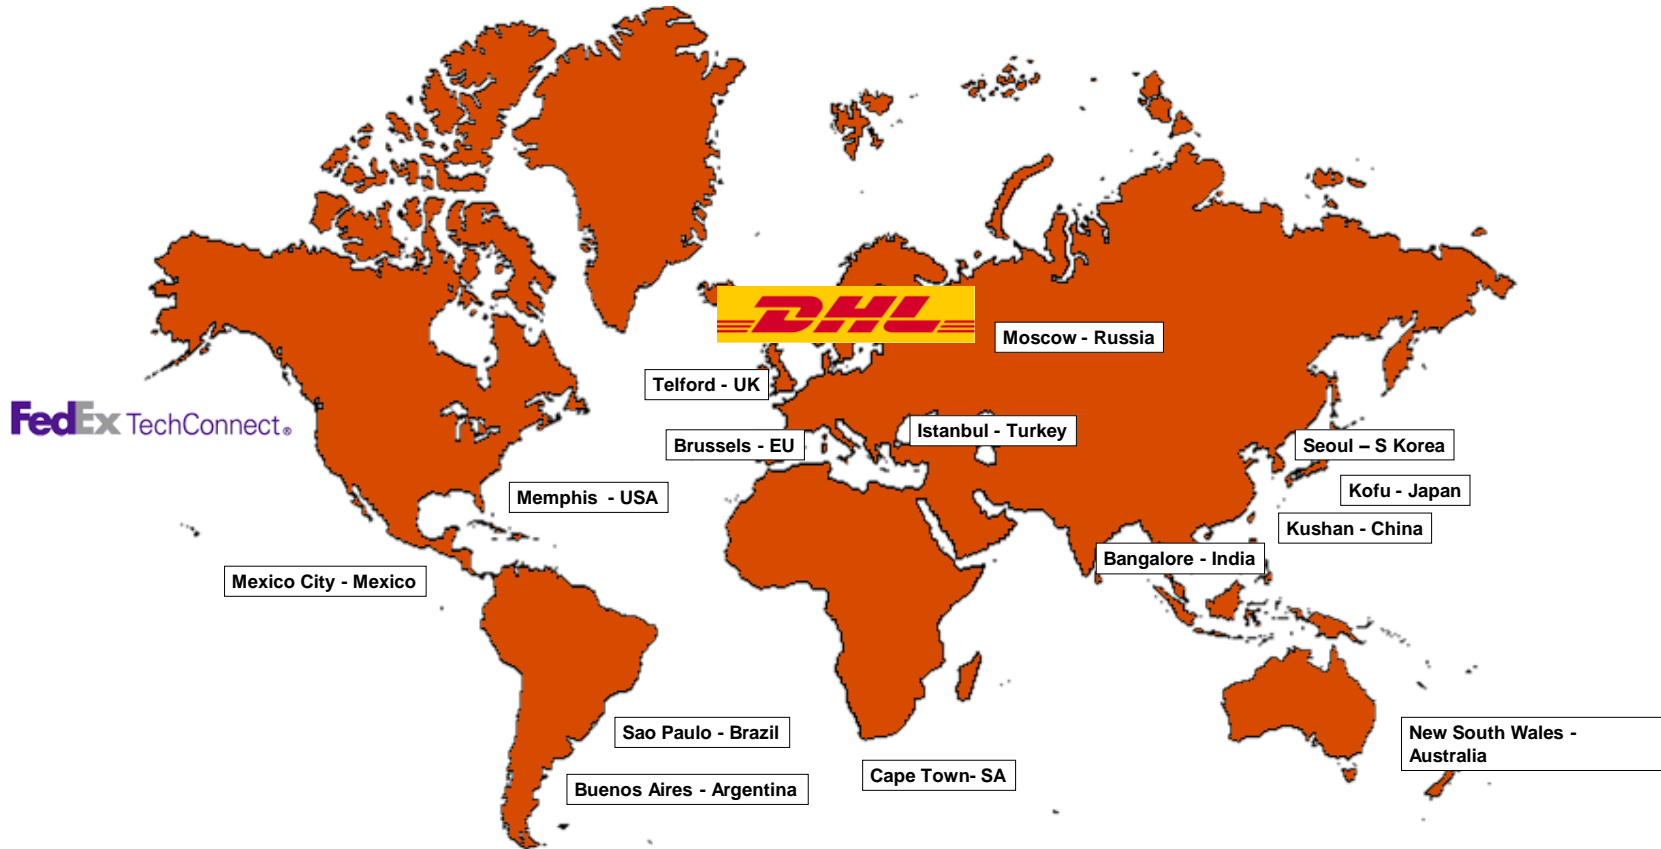 DHL
Moscow - Russia
Telford - UK
FedEx TechConnect®
Istanbul - Turkey
Brussels - EU
Seoul – S Korea
Memphis - USA
Kofu - Japan
Kushan - China
Bangalore - India
Mexico City - Mexico
Sao Paulo - Brazil
New South Wales -
Australia
Cape Town- SA
Buenos Aires - Argentina